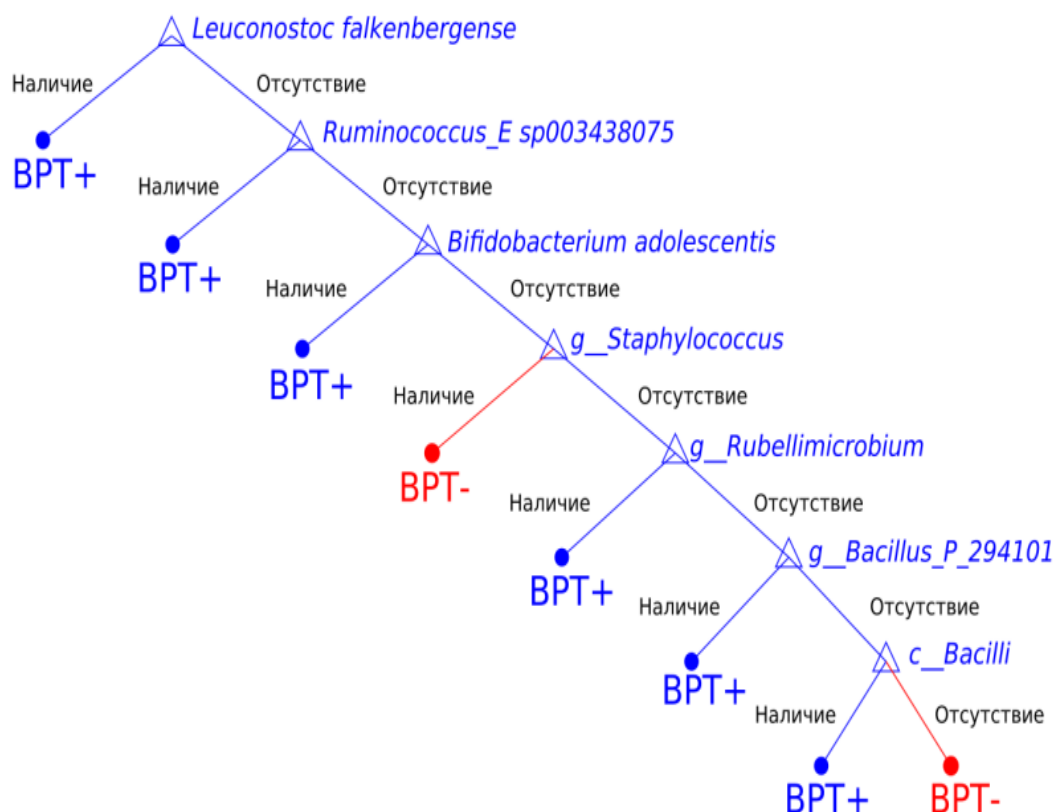 Leuconostoc falkenbergense
Наличие
Отсутствие
Ruminococcus_E sp003438075
BPT+
Наличие
Отсутствие
Bifidobacterium adolescentis
BPT+
Наличие
Отсутствие
g__Staphylococcus
BPT+
Наличие
Отсутствие
g__Rubellimicrobium
BPT-
Наличие
Отсутствие
g__Bacillus_P_294101
BPT+
Наличие
Отсутствие
c__Bacilli
BPT+
Наличие
Отсутствие
BPT+
BPT-